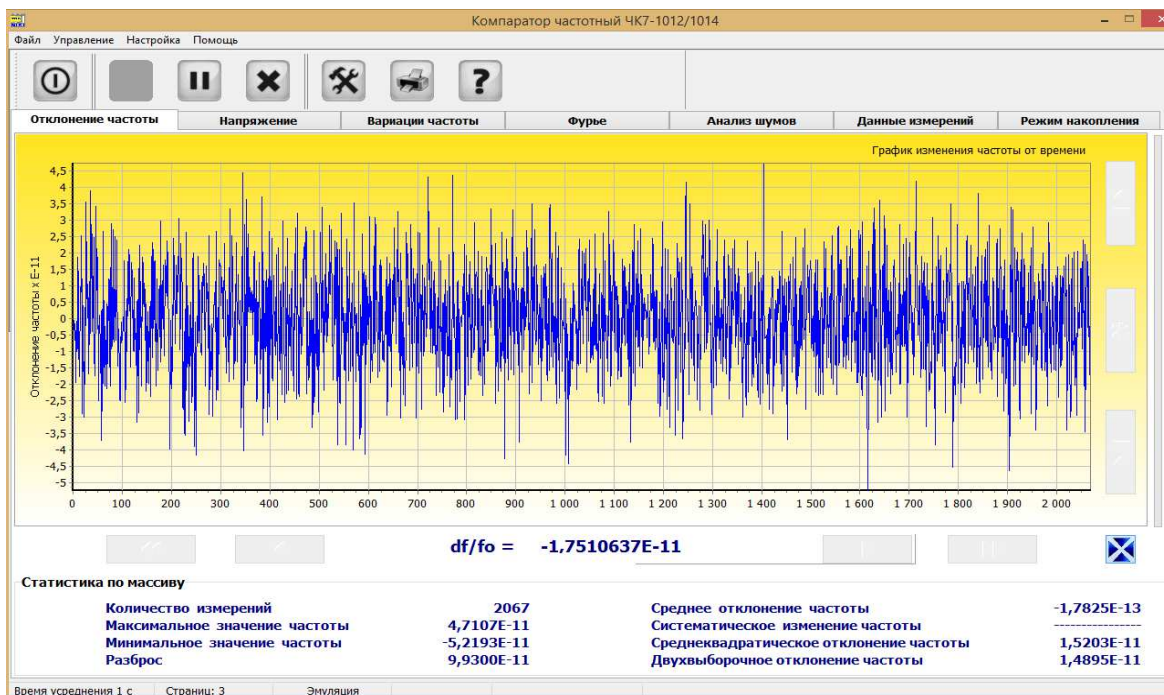 Компаратор частотный ЧК7-1012/1014
Файл Управление Настройка Помощь
Отклонение частоты Напряжение Вариации частоты Фурье Анализ шумов Данные измерений Режим накопления
График изменения частоты от времени
Отклонение частоты x E-11
4,5
4
3,5
3
2,5
2
1,5
1
0,5
0
-0,5
-1
-1,5
-2
-2,5
-3
-3,5
-4
-4,5
-5
0 100 200 300 400 500 600 700 800 900 1 000 1 100 1 200 1 300 1 400 1 500 1 600 1 700 1 800 1 900 2 000
df/fo = -1,7510637E-11
Статистика по массиву
Количество измерений 2067 Среднее отклонение частоты -1,7825E-13
Максимальное значение частоты 4,7107E-11 Систематическое изменение частоты ----------------
Минимальное значение частоты -5,2193E-11 Среднеквадратическое отклонение частоты 1,5203E-11
Разброс 9,9300E-11 Двухвыборочное отклонение частоты 1,4895E-11
Время усреднения 1 с Страниц: 3 Эмуляция